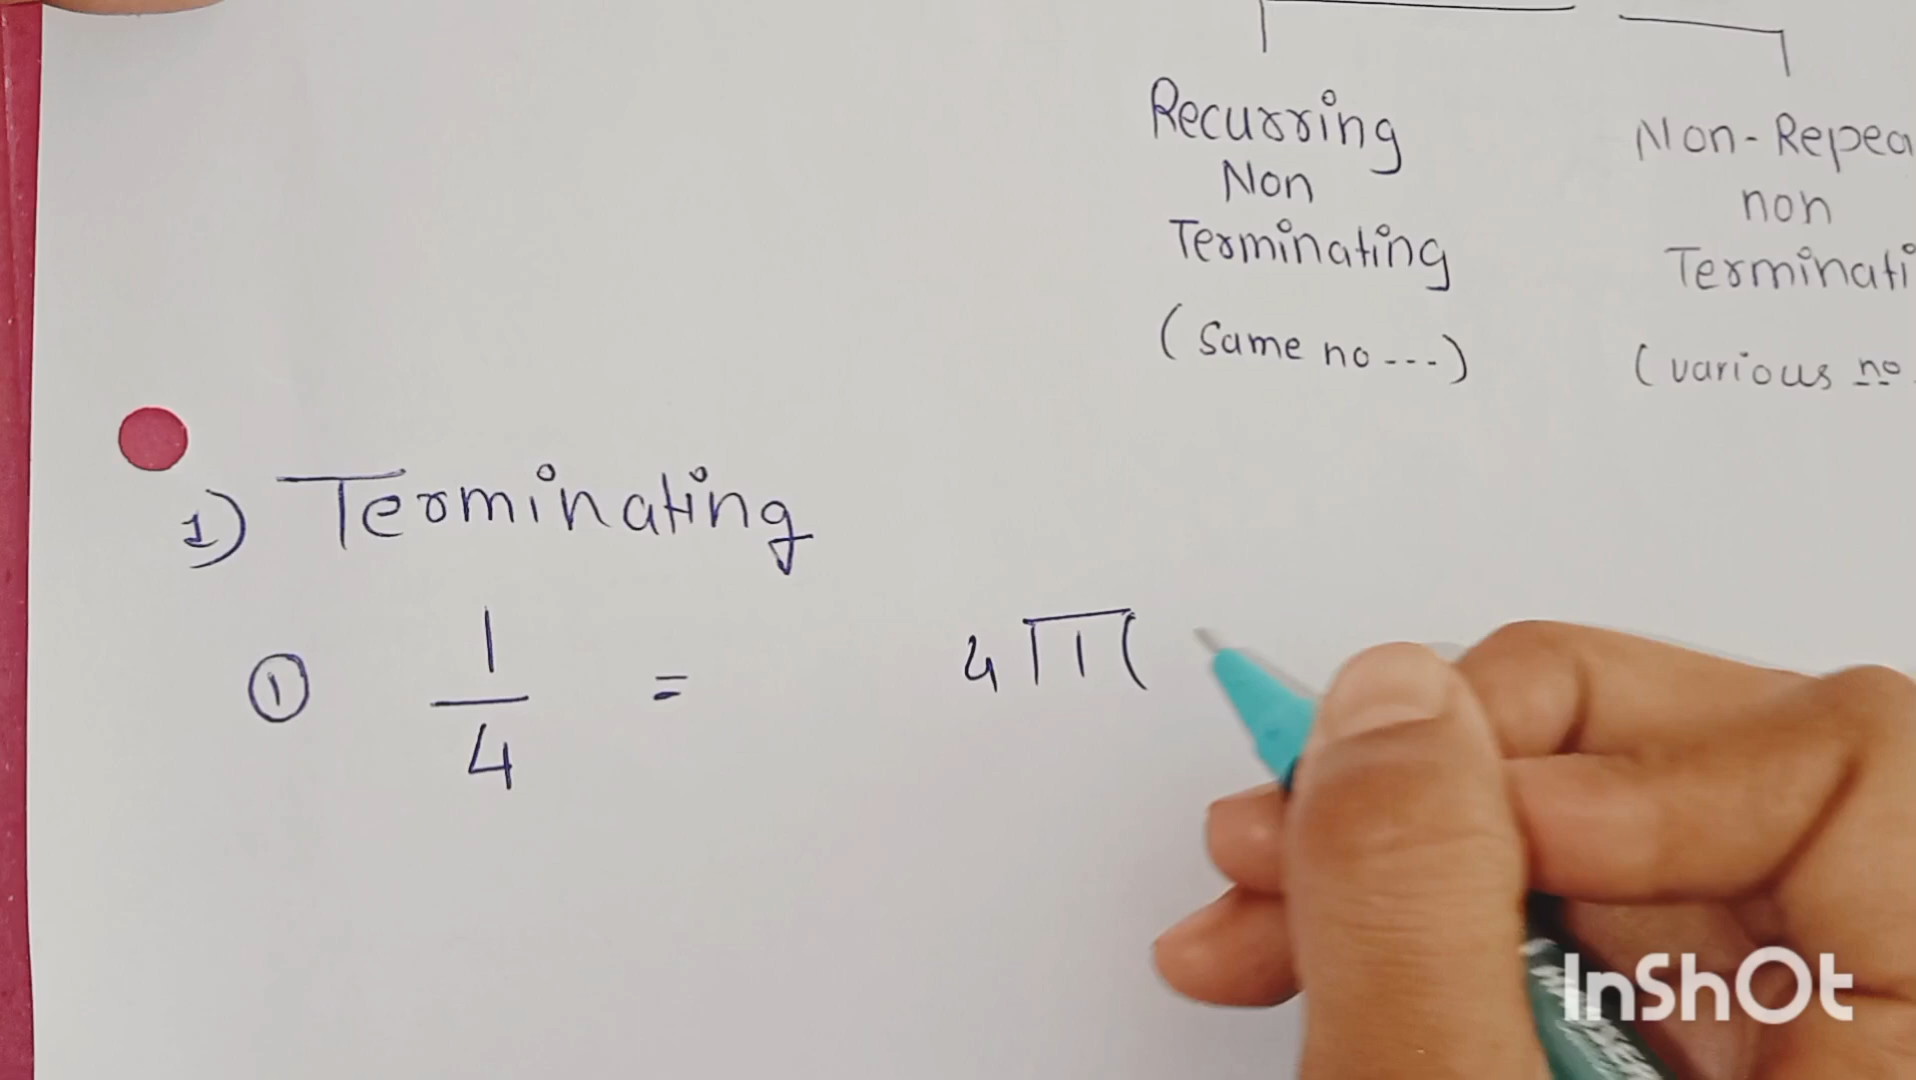 Recurring
Non
Terminating
(Same no ---)
Non-Repea
non
Terminati
(various no
1) Terminating
① 1/4 =
4 1 (
InShOt